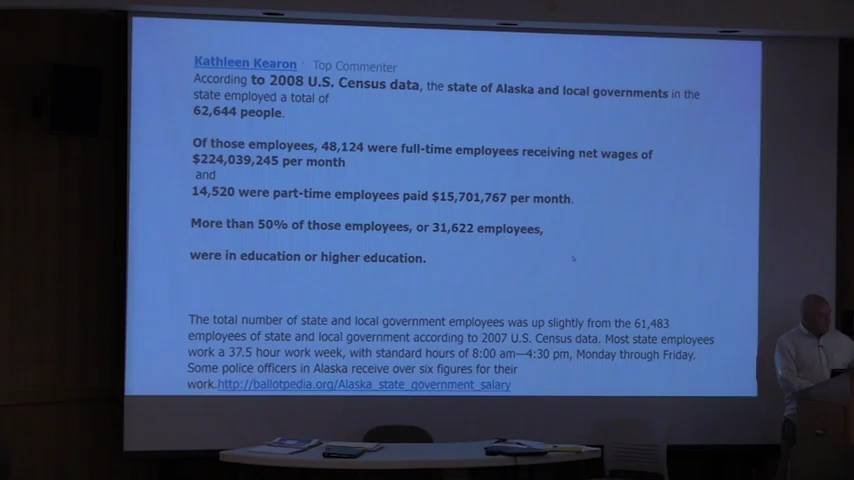 Kathleen Kearon · Top Commenter
According to 2008 U.S. Census data, the state of Alaska and local governments in the
state employed a total of
62,644 people.
Of those employees, 48,124 were full-time employees receiving net wages of
$224,039,245 per month
and
14,520 were part-time employees paid $15,701,767 per month.
More than 50% of those employees, or 31,622 employees,
were in education or higher education.
The total number of state and local government employees was up slightly from the 61,483
employees of state and local government according to 2007 U.S. Census data. Most state employees
work a 37.5 hour work week, with standard hours of 8:00 am—4:30 pm, Monday through Friday.
Some police officers in Alaska receive over six figures for their
work.http://ballotpedia.org/Alaska_state_government_salary